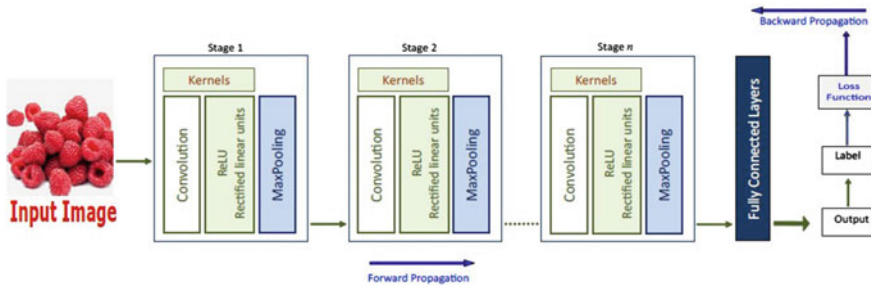 Backward Propagation
Stage 1
Stage 2
Stage n
Kernels
Convolution
ReLU
Rectified linear units
MaxPooling
Kernels
Convolution
ReLU
Rectified linear units
MaxPooling
Kernels
Convolution
ReLU
Rectified linear units
MaxPooling
Input Image
Fully Connected Layers
Loss
Function
Label
Output
Forward Propagation